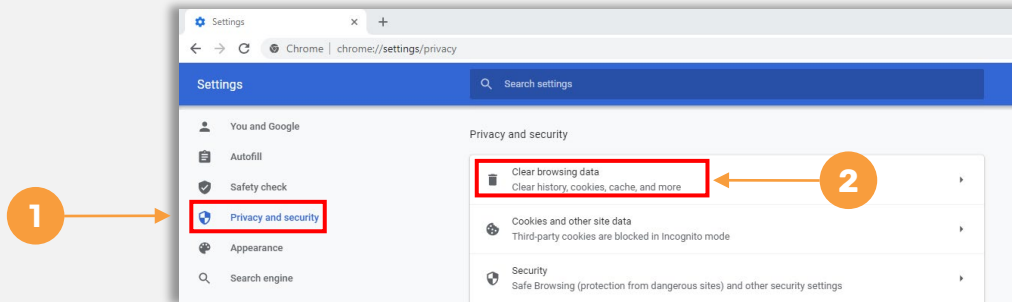 Settings
Chrome | chrome://settings/privacy
Settings
Search settings
You and Google
Autofill
Safety check
Privacy and security
Appearance
Search engine
Privacy and security
Clear browsing data
Clear history, cookies, cache, and more
Cookies and other site data
Third-party cookies are blocked in Incognito mode
Security
Safe Browsing (protection from dangerous sites) and other security settings
1
2